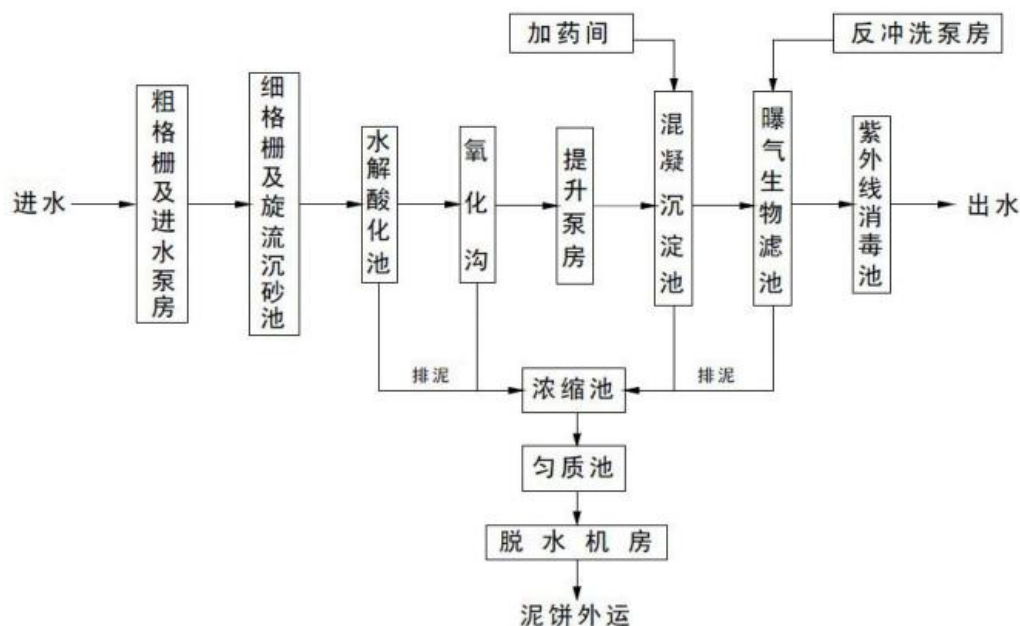 加药间
反冲洗泵房
进水
粗格栅及进水泵房
细格栅及旋流沉砂池
水解酸化池
氧化沟
提升泵房
混凝沉淀池
曝气生物滤池
紫外线消毒池
出水
排泥
浓缩池
排泥
匀质池
脱水机房
泥饼外运